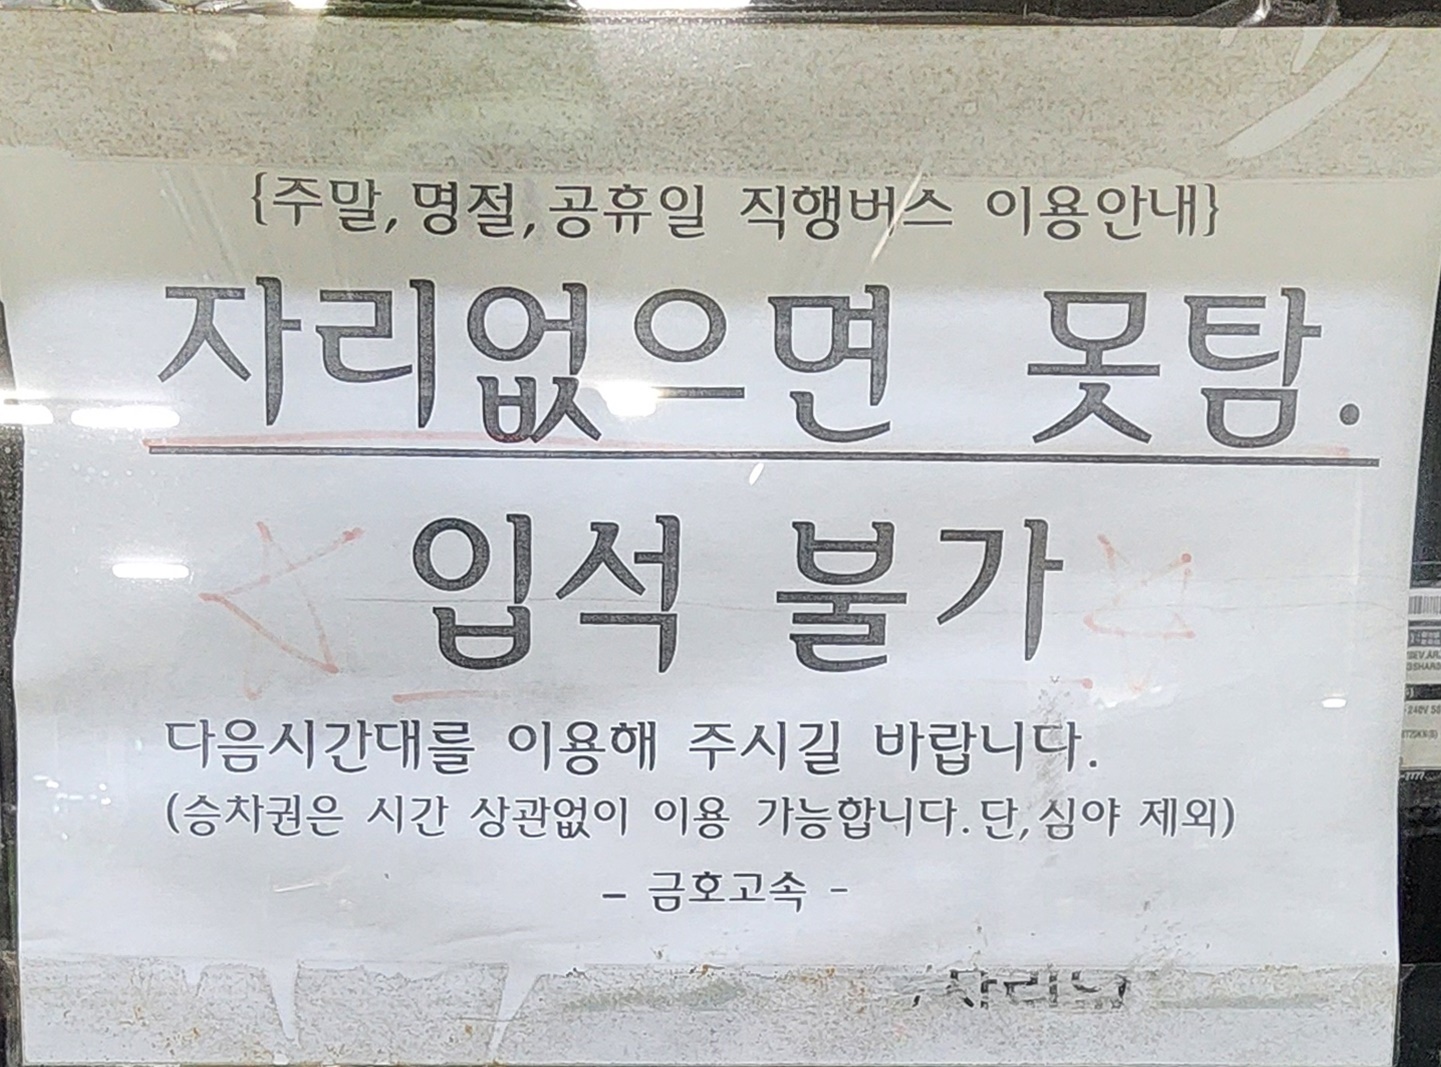 {주말, 명절, 공휴일 직행버스 이용안내}
자리없으면 못탐.
입석 불가
다음시간대를 이용해 주시길 바랍니다.
(승차권은 시간 상관없이 이용 가능합니다. 단, 심야 제외)
- 금호고속 -